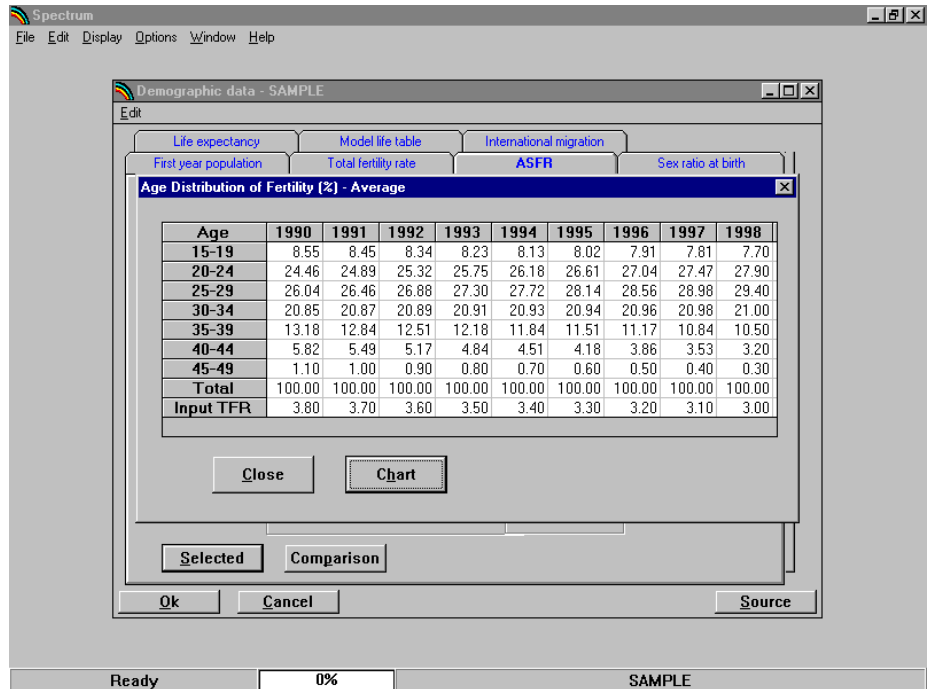 Spectrum
File Edit Display Options Window Help
Demographic data - SAMPLE
Edit
Life expectancy Model life table International migration
First year population Total fertility rate ASFR Sex ratio at birth
Age Distribution of Fertility (%) - Average
Age 1990 1991 1992 1993 1994 1995 1996 1997 1998
15-19 8.55 8.45 8.34 8.23 8.13 8.02 7.91 7.81 7.70
20-24 24.46 24.89 25.32 25.75 26.18 26.61 27.04 27.47 27.90
25-29 26.04 26.46 26.88 27.30 27.72 28.14 28.56 28.98 29.40
30-34 20.85 20.87 20.89 20.91 20.93 20.94 20.96 20.98 21.00
35-39 13.18 12.84 12.51 12.18 11.84 11.51 11.17 10.84 10.50
40-44 5.82 5.49 5.17 4.84 4.51 4.18 3.86 3.53 3.20
45-49 1.10 1.00 0.90 0.80 0.70 0.60 0.50 0.40 0.30
Total 100.00 100.00 100.00 100.00 100.00 100.00 100.00 100.00 100.00
Input TFR 3.80 3.70 3.60 3.50 3.40 3.30 3.20 3.10 3.00
Close Chart
Selected Comparison
Ok Cancel Source
Ready 0% SAMPLE